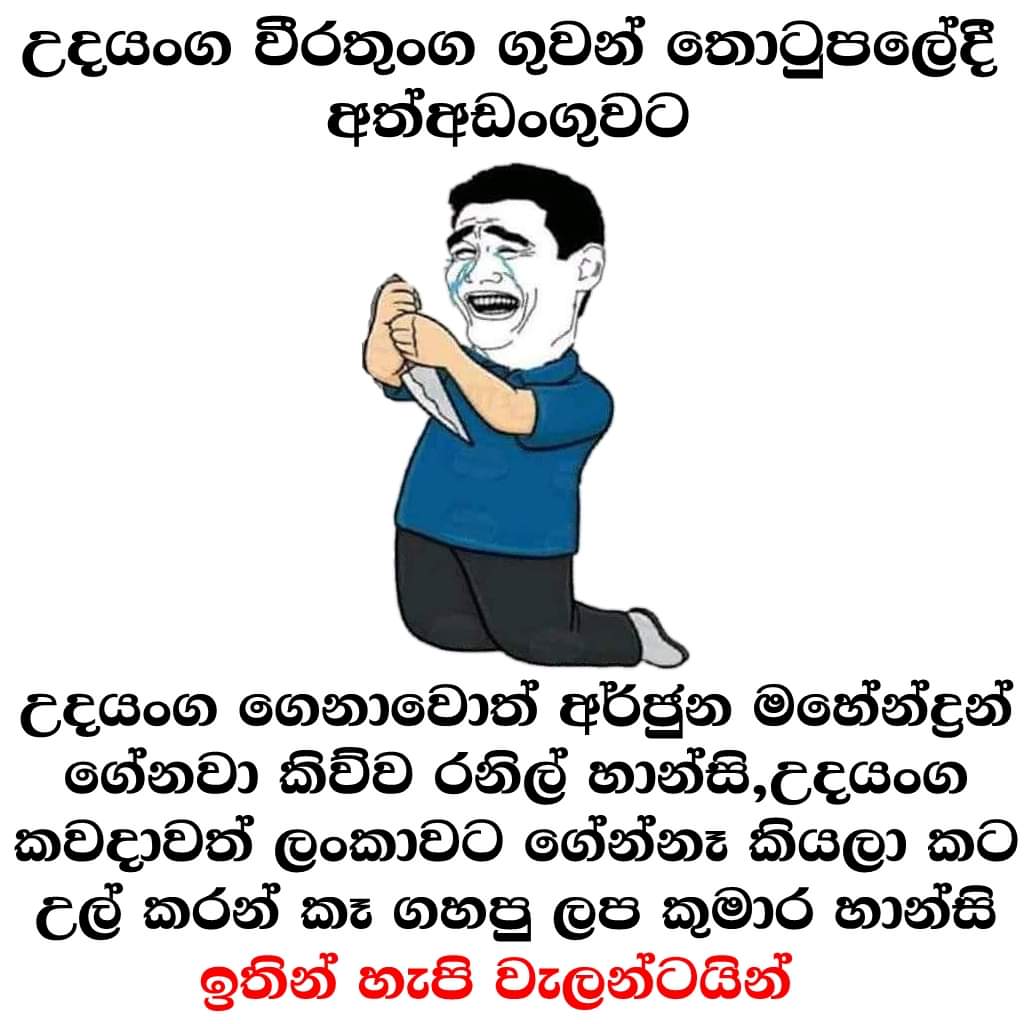 උදයංග වීරතුංග ගුවන් තොටුපලේදී
අත්අඩංගුවට
උදයංග ගෙනාවොත් අර්ජුන මහේන්ද්‍රන්
ගේනවා කිව්ව රනිල් හාන්සි,උදයංග
කවදාවත් ලංකාවට ගේන්නෑ කියලා කට
උල් කරන් කෑ ගහපු ලප කුමාර හාන්සි
ඉතින් හැපි වැලන්ටයින්